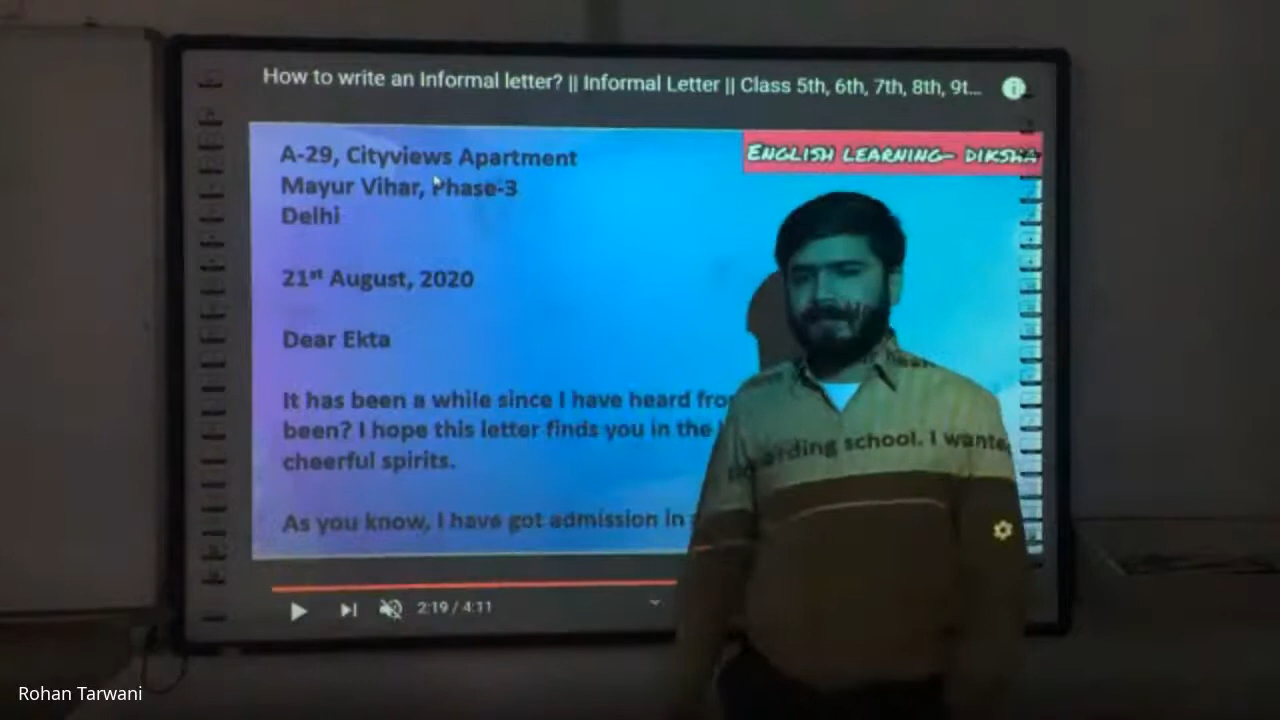 How to write an Informal letter? || Informal Letter || Class 5th, 6th, 7th, 8th, 9t...
ENGLISH LEARNING- DIKSHA
A-29, Cityviews Apartment
Mayur Vihar, Phase-3
Delhi
21st August, 2020
Dear Ekta
It has been a while since I have heard
been? I hope this letter finds you in the
cheerful spirits.
As you know, I have got admission in
school. I
2:19 / 4:11
Rohan Tarwani